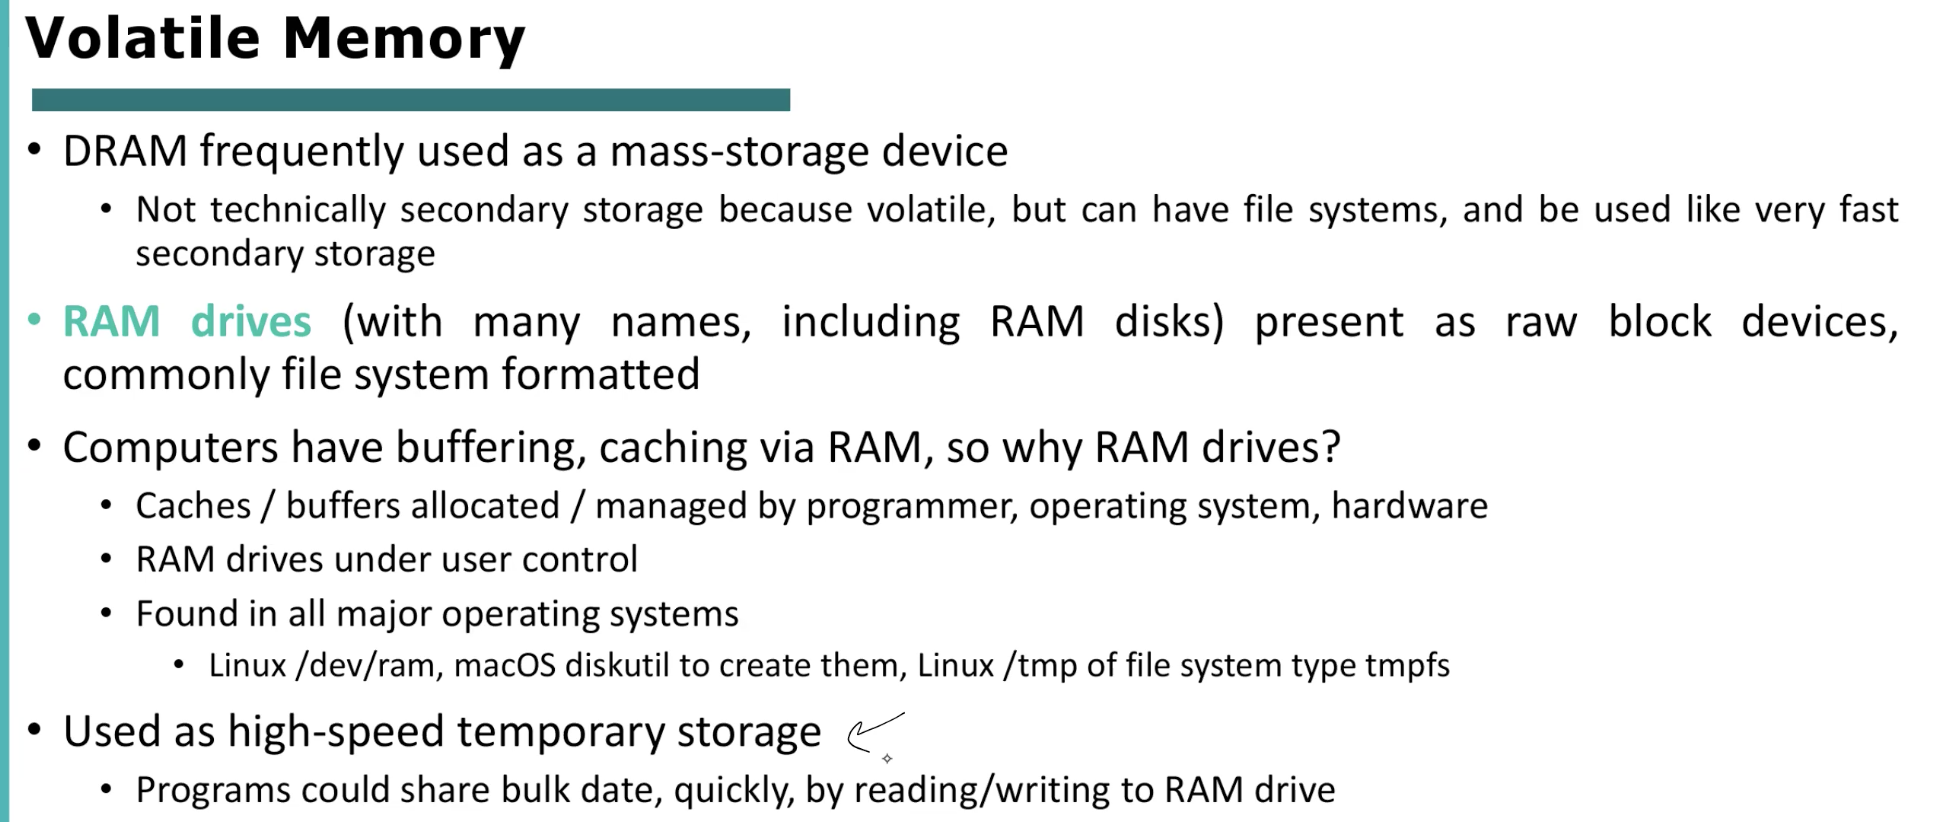 Volatile Memory
• DRAM frequently used as a mass-storage device
• Not technically secondary storage because volatile, but can have file systems, and be used like very fast
secondary storage
• RAM drives (with many names, including RAM disks) present as raw block devices,
commonly file system formatted
• Computers have buffering, caching via RAM, so why RAM drives?
• Caches / buffers allocated / managed by programmer, operating system, hardware
• RAM drives under user control
• Found in all major operating systems
• Linux /dev/ram, macOS diskutil to create them, Linux /tmp of file system type tmpfs
• Used as high-speed temporary storage
• Programs could share bulk date, quickly, by reading/writing to RAM drive